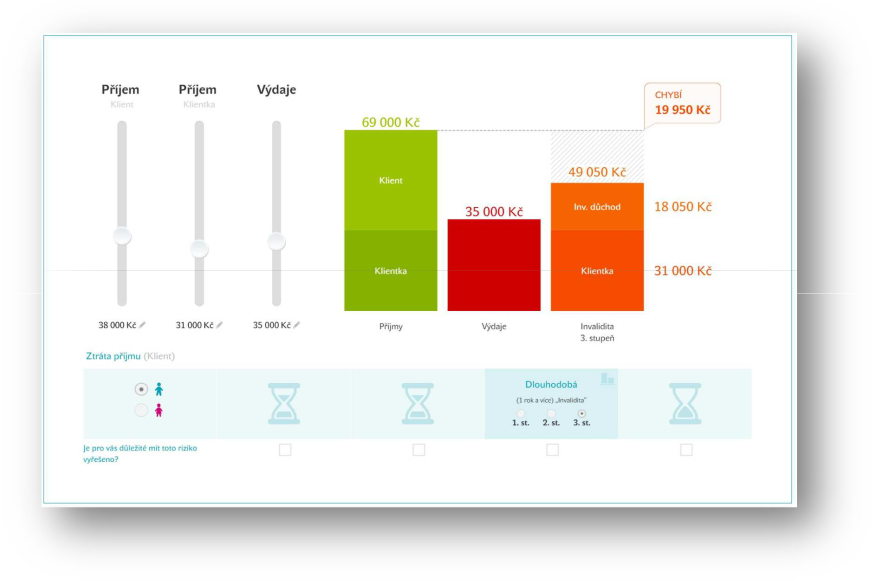 Příjem
Klient
Příjem
Klientka
Výdaje
CHYBÍ
19 950 Kč
69 000 Kč
Klient
Klientka
35 000 Kč
49 050 Kč
Inv. důchod
Klientka
18 050 Kč
31 000 Kč
38 000 Kč
31 000 Kč
35 000 Kč
Příjmy
Výdaje
Invalidita
3. stupeň
Ztráta příjmu (Klient)
Dlouhodobá
(1 rok a více) „Invalidita“
1. st. 2. st. 3. st.
Je pro vás důležité mít toto riziko
vyřešeno?